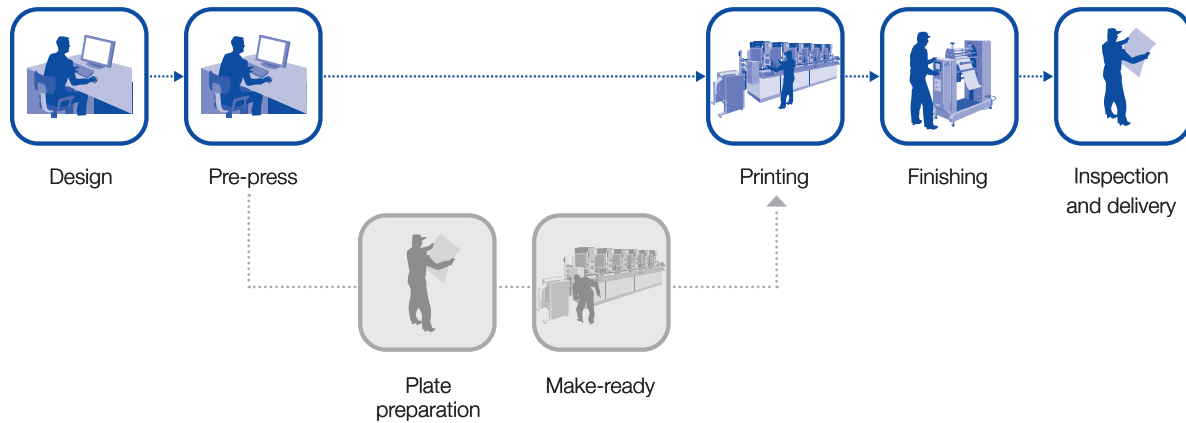 Design
Pre-press
Printing
Finishing
Inspection
and delivery
Plate
preparation
Make-ready